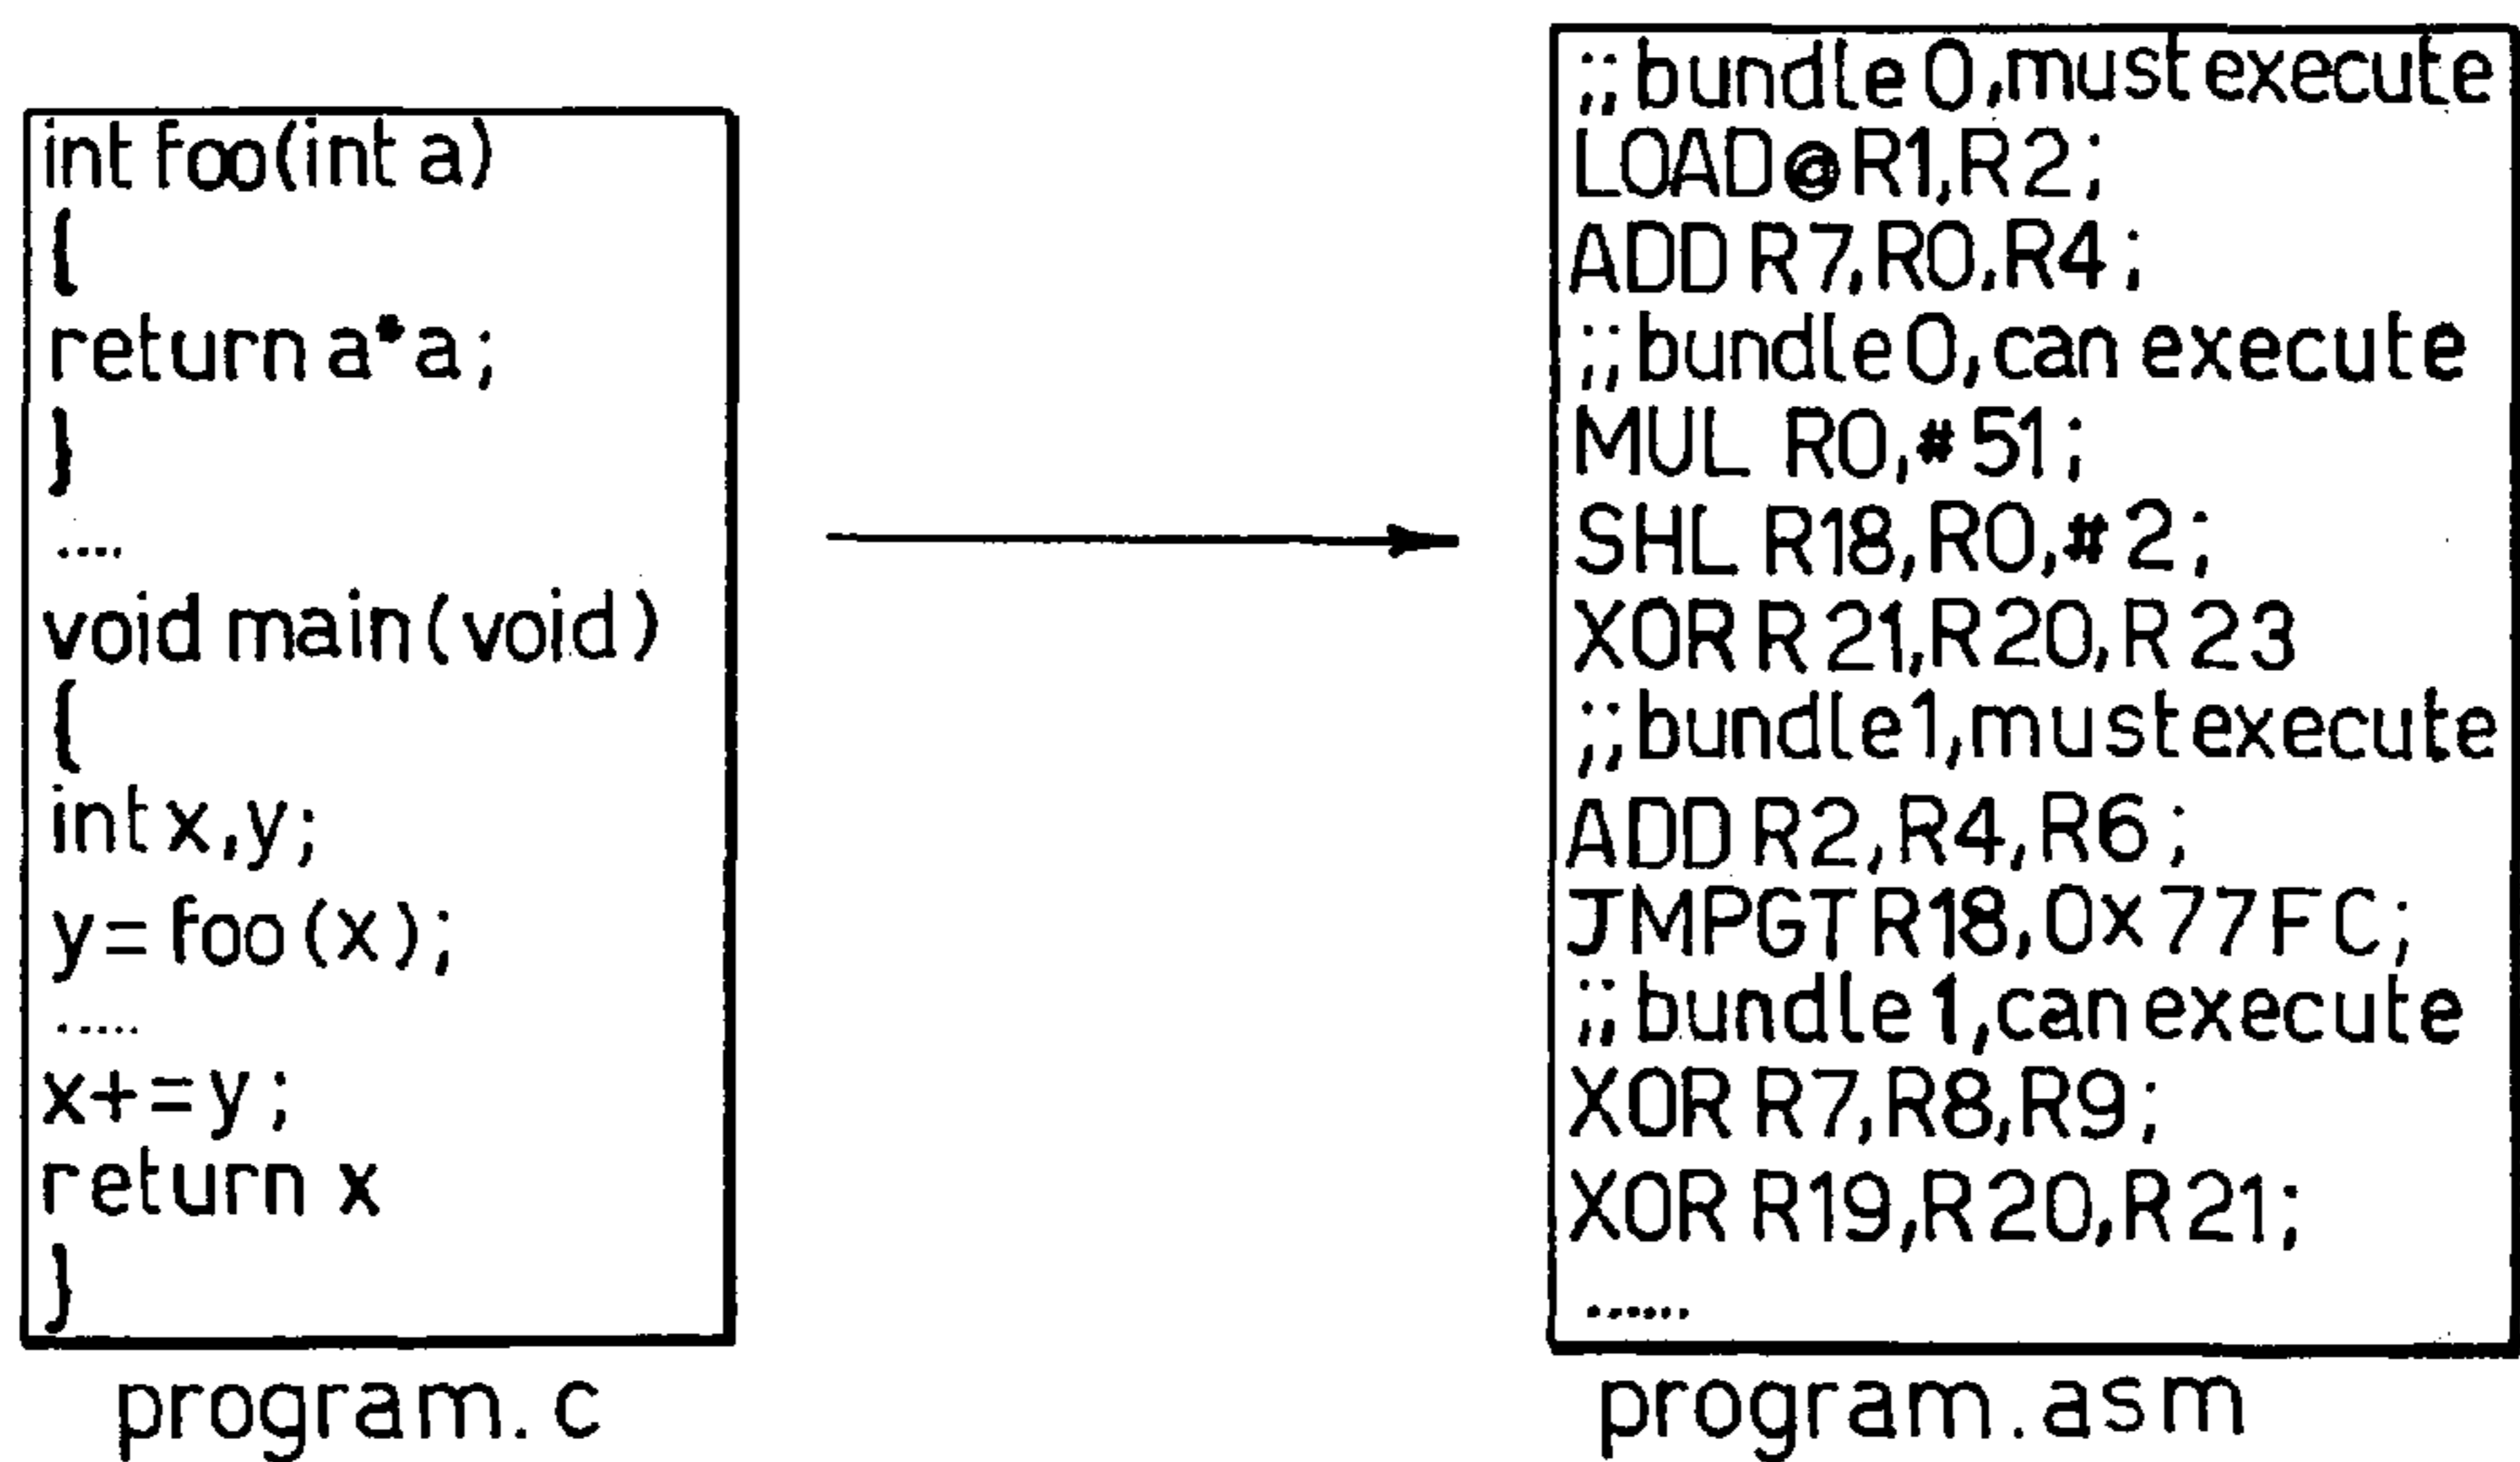 int foo(int a)
{
return a*a;
}
....
void main(void)
{
int x,y;
y=foo(x);
.....
x+=y;
return x
}
program.c
;;bundle 0,must execute
LOAD@R1,R2;
ADD R7,R0,R4;
;;bundle 0,can execute
MUL R0,#51;
SHL R18,R0,#2;
XOR R21,R20,R23
;;bundle1,must execute
ADD R2,R4,R6;
JMPGT R18,0x77FC;
;;bundle 1,can execute
XOR R7,R8,R9;
XOR R19,R20,R21;
......
program.asm